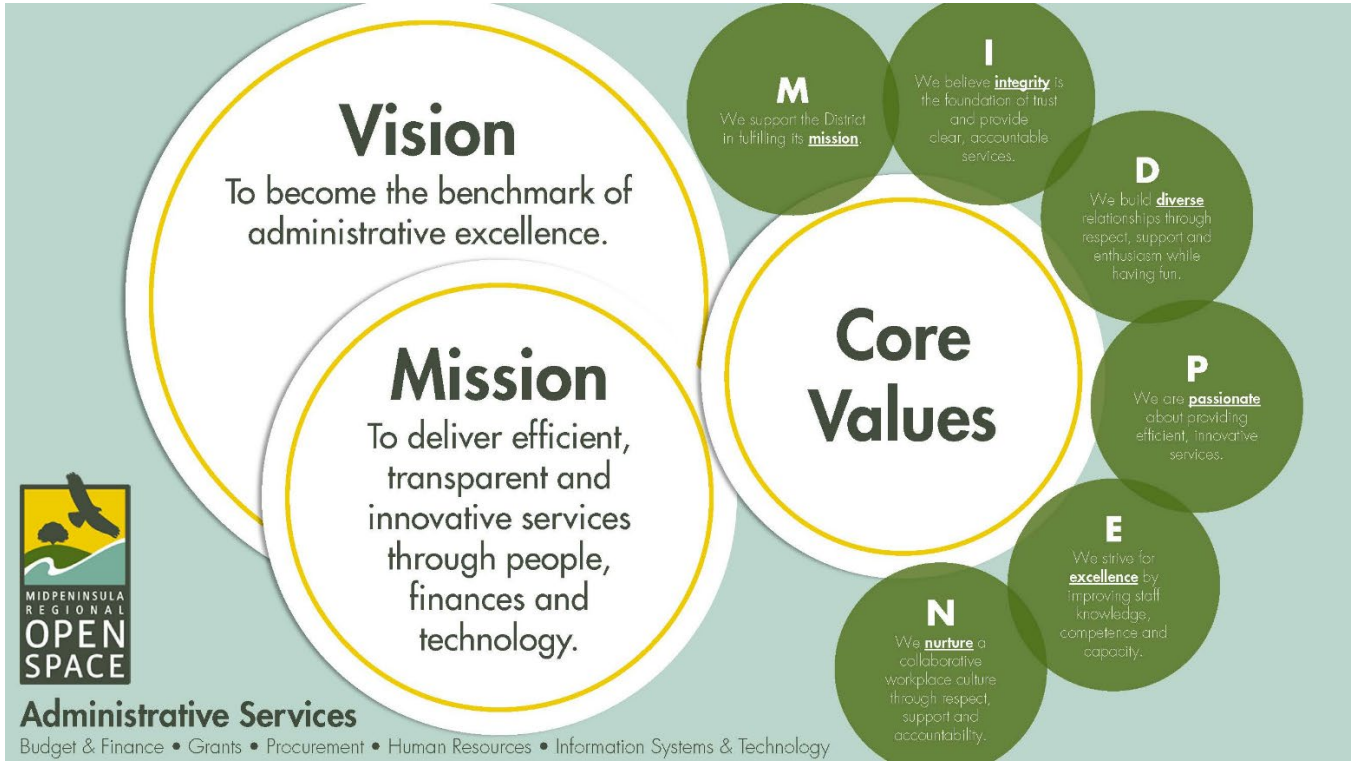 Vision
To become the benchmark of
administrative excellence.
Mission
To deliver efficient,
transparent and
innovative services
through people,
finances and
technology.
Core
Values
M
We support the District
in fulfilling its mission.
I
We believe integrity is
the foundation of trust
and provide
clear, accountable
services.
D
We build diverse
relationships through
respect, support and
enthusiasm while
having fun.
P
We are passionate
about providing
efficient, innovative
services.
E
We strive for
excellence by
improving staff
knowledge,
competence and
capacity.
N
We nurture a
collaborative
workplace culture
through respect,
support and
accountability.
MIDPENINSULA
REGIONAL
OPEN
SPACE
Administrative Services
Budget & Finance • Grants • Procurement • Human Resources • Information Systems & Technology